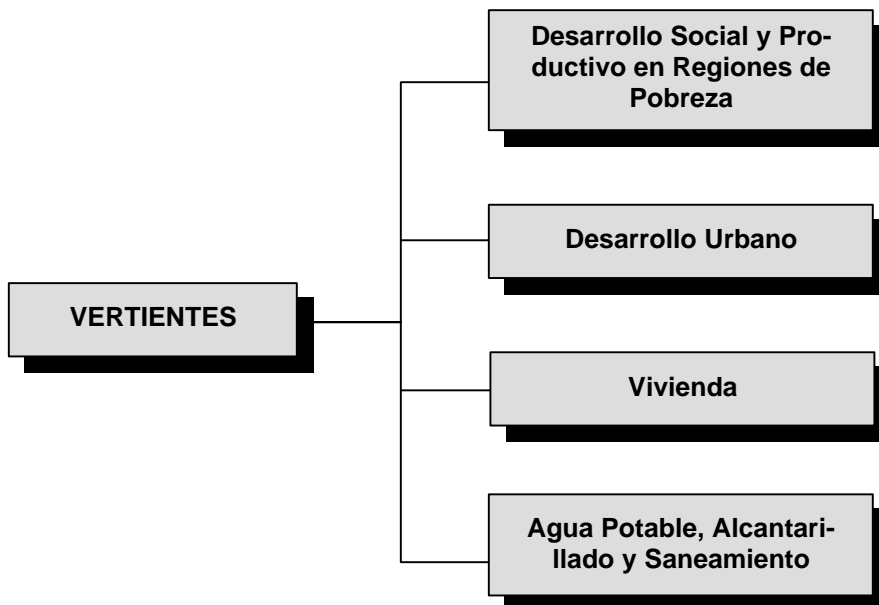 Desarrollo Social y Pro-
ductivo en Regiones de
Pobreza
Desarrollo Urbano
VERTIENTES
Vivienda
Agua Potable, Alcantari-
llado y Saneamiento